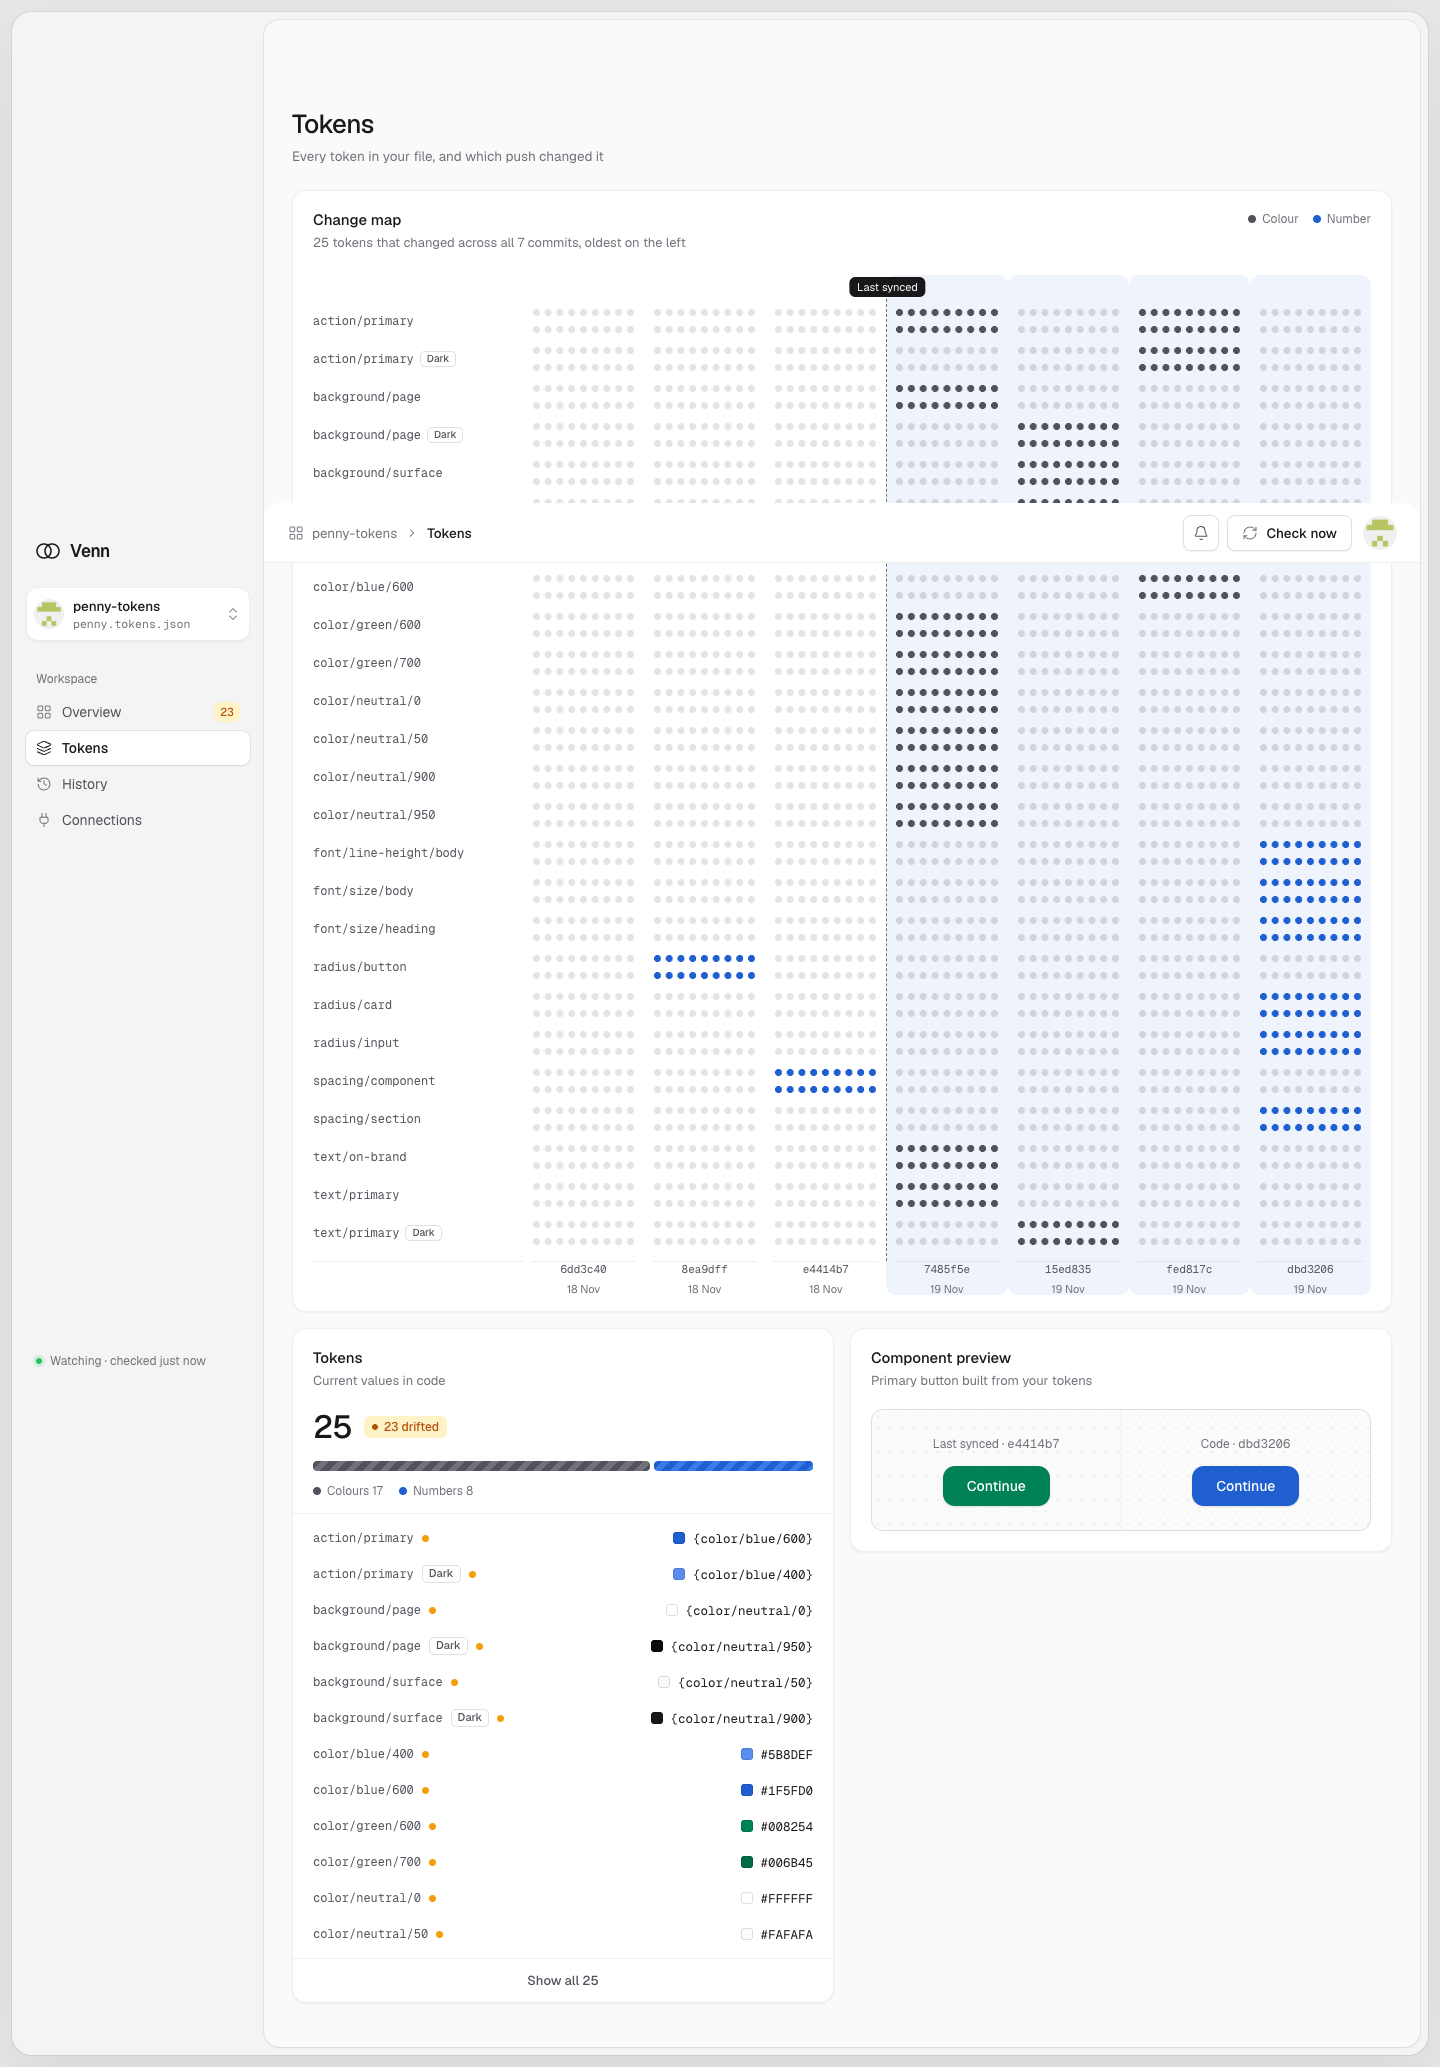 Tokens
Every token in your file, and which push changed it
Change map
25 tokens that changed across all 7 commits, oldest on the left
Colour
Number
Last synced
action/primary
action/primary Dark
background/page
background/page Dark
background/surface
penny-tokens > Tokens
Check now
Venn
penny-tokens
penny.tokens.json
Workspace
Overview 23
Tokens
History
Connections
Watching · checked just now
color/blue/600
color/green/600
color/green/700
color/neutral/0
color/neutral/50
color/neutral/900
color/neutral/950
font/line-height/body
font/size/body
font/size/heading
radius/button
radius/card
radius/input
spacing/component
spacing/section
text/on-brand
text/primary
text/primary Dark
6dd3c40 8ea9dff e4414b7 7485f5e 15ed835 fed817c dbd3206
18 Nov 18 Nov 18 Nov 19 Nov 19 Nov 19 Nov 19 Nov
Tokens
Current values in code
25 23 drifted
Colours 17 Numbers 8
action/primary {color/blue/600}
action/primary Dark {color/blue/400}
background/page {color/neutral/0}
background/page Dark {color/neutral/950}
background/surface {color/neutral/50}
background/surface Dark {color/neutral/900}
color/blue/400 #5B8DEF
color/blue/600 #1F5FD0
color/green/600 #008254
color/green/700 #006B45
color/neutral/0 #FFFFFF
color/neutral/50 #FAFAFA
Show all 25
Component preview
Primary button built from your tokens
Last synced · e4414b7
Continue
Code · dbd3206
Continue